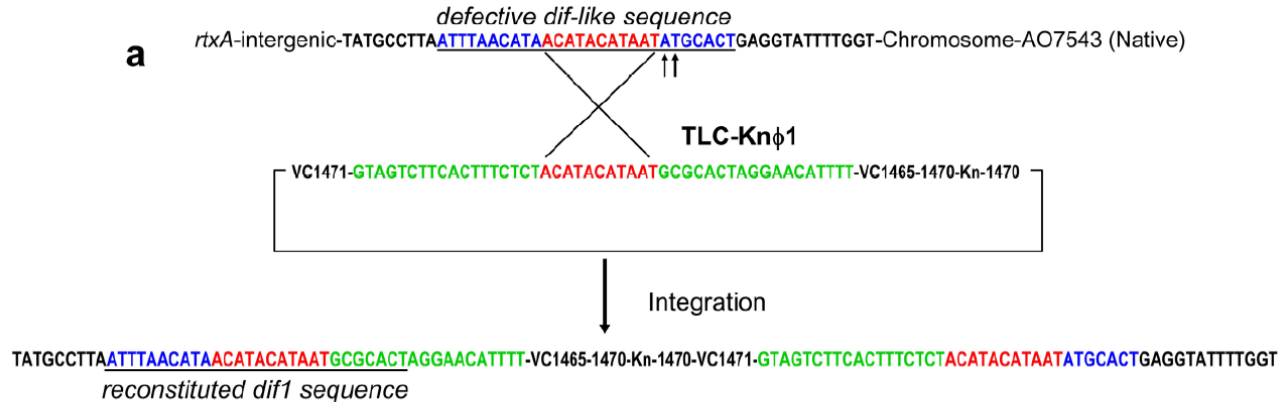 defective dif-like sequence
rtxA-intergenic-TATGCCTTAATTTAACATAACATACATAATATGCACTGAGGTATTTTGGT-Chromosome-AO7543 (Native)
a
TLC-Knϕ1
VC1471-GTAGTCTTCACTTTCTCTACATACATAATGCGCACTAGGAACATTTT-VC1465-1470-Kn-1470
Integration
TATGCCTTAATTTAACATAACATACATAATGCGCACTAGGAACATTTT-VC1465-1470-Kn-1470-VC1471-GTAGTCTTCACTTTCTCTACATACATAATATGCACTGAGGTATTTTGGT
reconstituted dif1 sequence